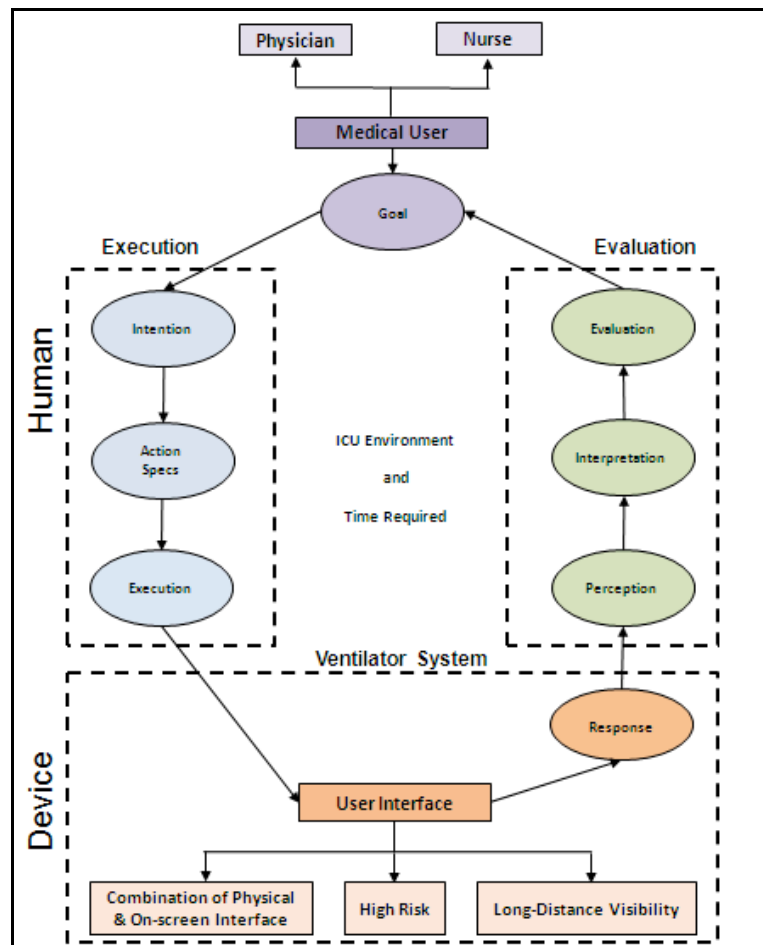 Physician
Nurse
Medical User
Goal
Execution
Evaluation
Human
Intention
Evaluation
Action
Specs
ICU Environment
and
Time Required
Interpretation
Execution
Perception
Ventilator System
Device
Response
User Interface
Combination of Physical
& On-screen Interface
High Risk
Long-Distance Visibility